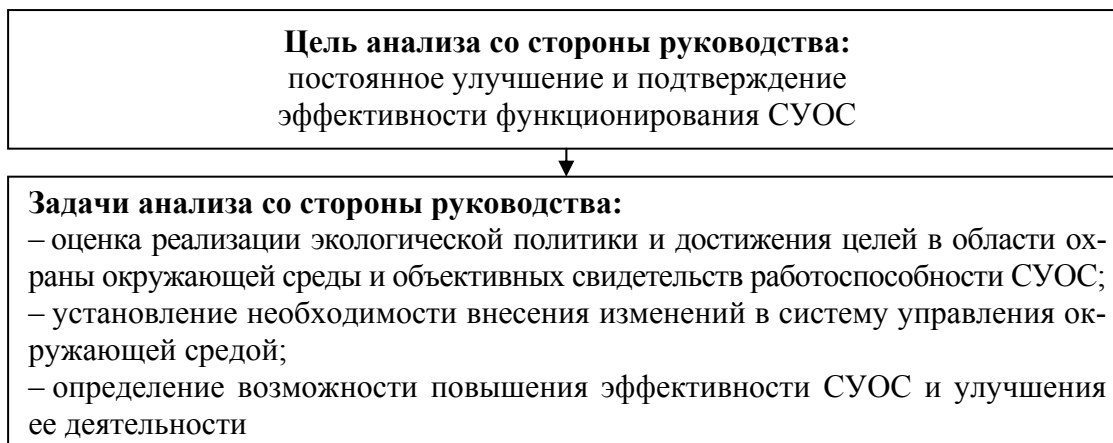 Цель анализа со стороны руководства:
постоянное улучшение и подтверждение
эффективности функционирования СУОС
Задачи анализа со стороны руководства:
– оценка реализации экологической политики и достижения целей в области ох-
раны окружающей среды и объективных свидетельств работоспособности СУОС;
– установление необходимости внесения изменений в систему управления ок-
ружающей средой;
– определение возможности повышения эффективности СУОС и улучшения
ее деятельности